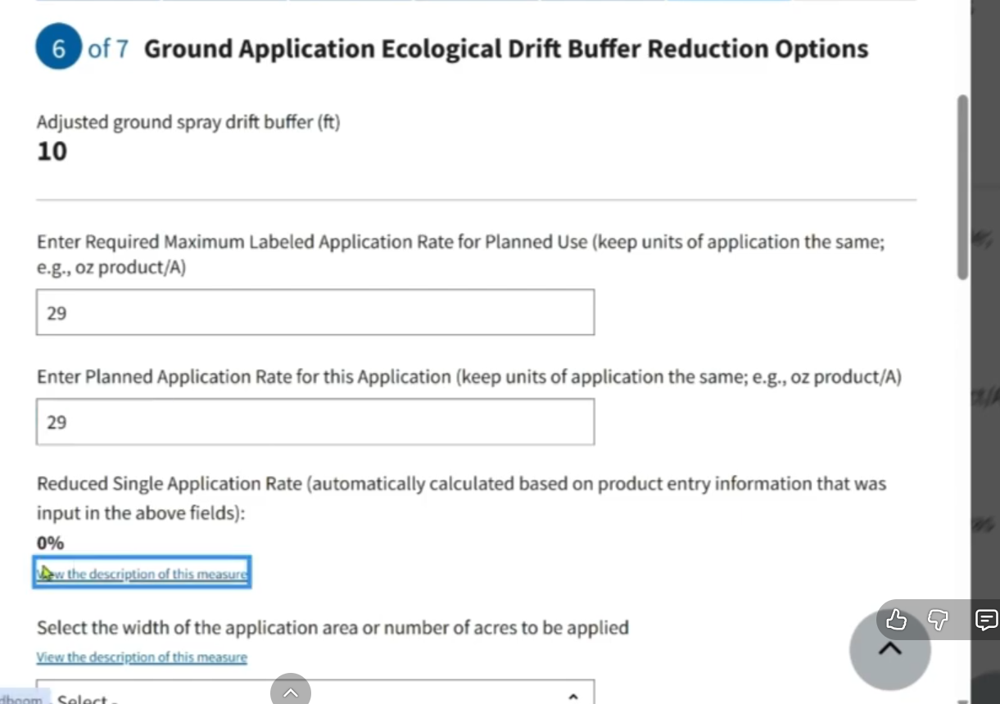 6 of 7 Ground Application Ecological Drift Buffer Reduction Options
Adjusted ground spray drift buffer (ft)
10
Enter Required Maximum Labeled Application Rate for Planned Use (keep units of application the same;
e.g., oz product/A)
29
Enter Planned Application Rate for this Application (keep units of application the same; e.g., oz product/A)
29
Reduced Single Application Rate (automatically calculated based on product entry information that was
input in the above fields):
0%
View the description of this measure
Select the width of the application area or number of acres to be applied
View the description of this measure
- Select -